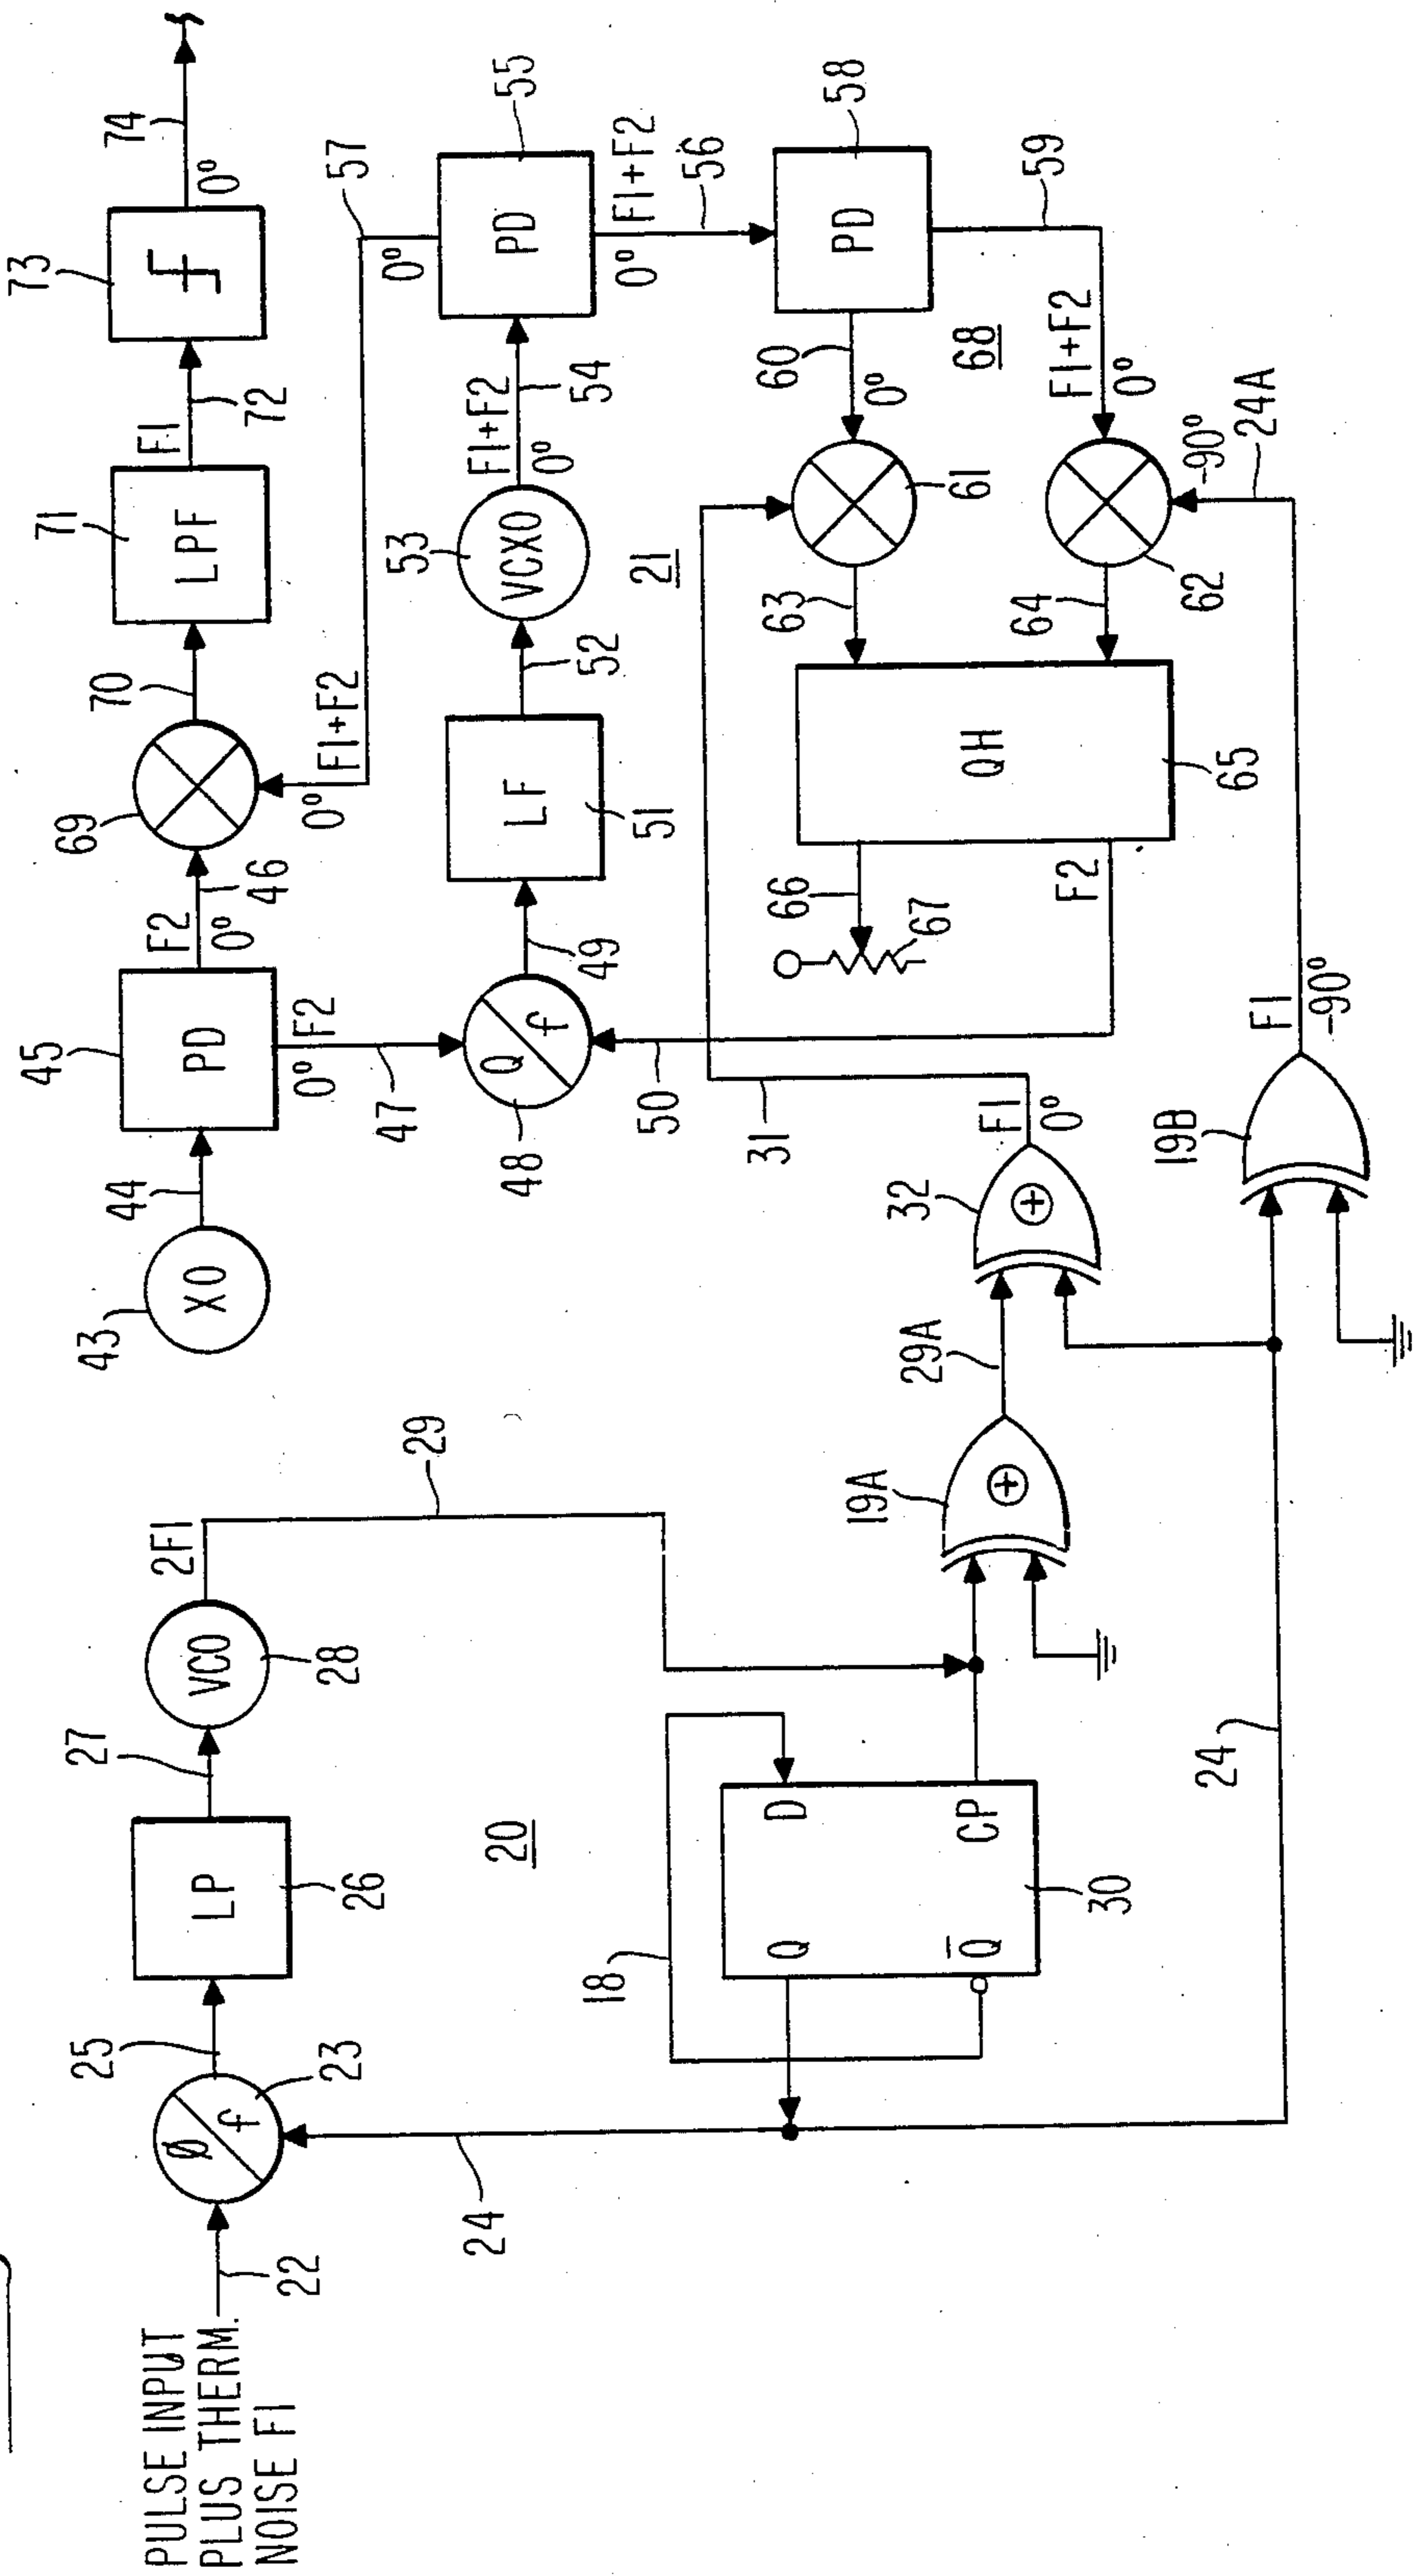 PULSE INPUT
PLUS THERM.
NOISE F1
22
Ø
f
23
25
LP
26
27
VCO
28
2F1
29
24
20
18
Q
D
Q̅
CP
30
19A
29A
32
F1
0°
31
24
19B
F1
-90°
24A
-90°
43
XO
44
45
PD
F2
0°
46
0°
F2
47
Q
f
48
49
50
LF
51
52
53
VCXO
F1+F2
0°
54
PD
55
0°
57
F1+F2
0°
69
70
71
LPF
F1
72
73
74
0°
0°
F1+F2
56
PD
58
59
60
0°
F1+F2
0°
68
61
62
21
63
64
QH
65
66
67
F2